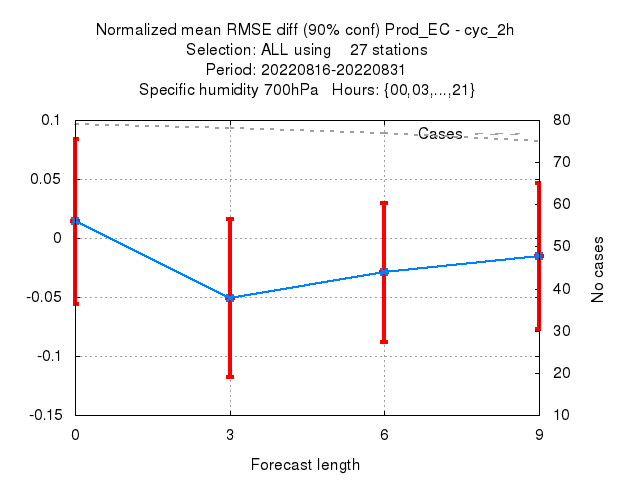 Normalized mean RMSE diff (90% conf) Prod_EC - cyc_2h
Selection: ALL using    27 stations
Period: 20220816-20220831
Specific humidity 700hPa   Hours: {00,03,...,21}
0.1
0.05
0
-0.05
-0.1
-0.15
Cases
80
70
60
50
40
30
20
10
No cases
0 3 6 9
Forecast length